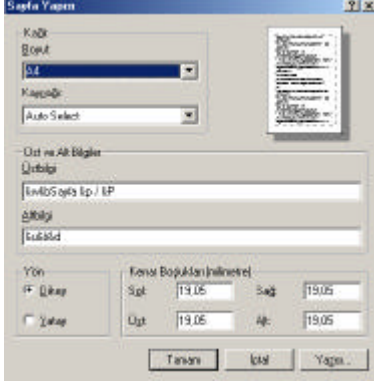 Sayfa Yapısı
Kağıt
Boyut
A4
Kaynağı:
Auto Select
Üst ve Alt Bilgiler
Üstbilgi
&w&bSayfa &p / &P
Altbilgi
&u&b&d
Yön
Dikey
Yatay
Kenar Boşlukları (milimetre)
Sol: 19,05 Sağ: 19,05
Üst: 19,05 Alt: 19,05
Tamam İptal Yazıcı...